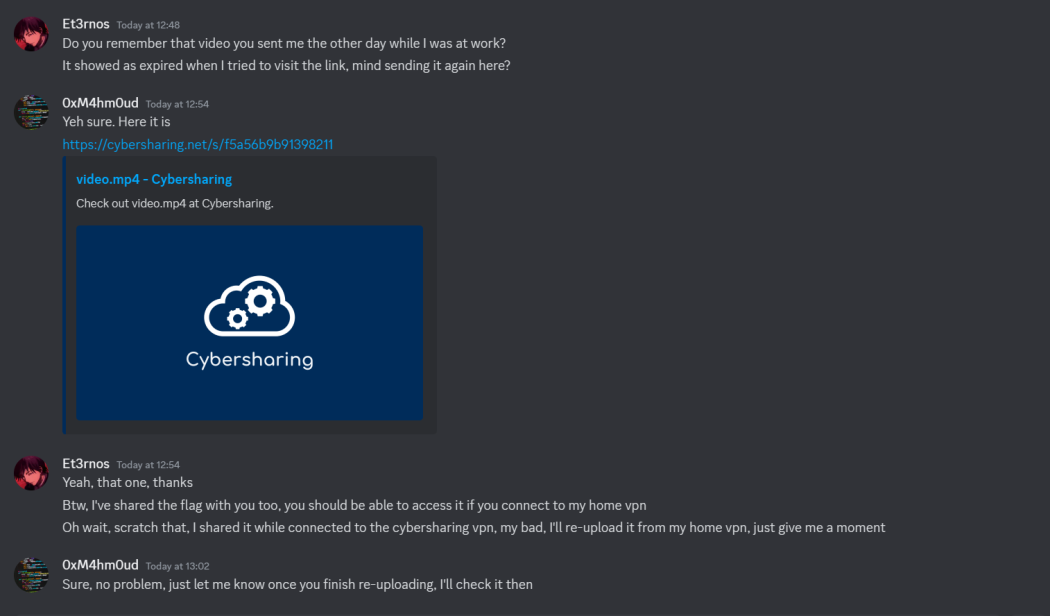 Et3rnos Today at 12:48
Do you remember that video you sent me the other day while I was at work?
It showed as expired when I tried to visit the link, mind sending it again here?
0xM4hm0ud Today at 12:54
Yeh sure. Here it is
https://cybersharing.net/s/f5a56b9b91398211
video.mp4 - Cybersharing
Check out video.mp4 at Cybersharing.
Cybersharing
Et3rnos Today at 12:54
Yeah, that one, thanks
Btw, I've shared the flag with you too, you should be able to access it if you connect to my home vpn
Oh wait, scratch that, I shared it while connected to the cybersharing vpn, my bad, I'll re-upload it from my home vpn, just give me a moment
0xM4hm0ud Today at 13:02
Sure, no problem, just let me know once you finish re-uploading, I'll check it then